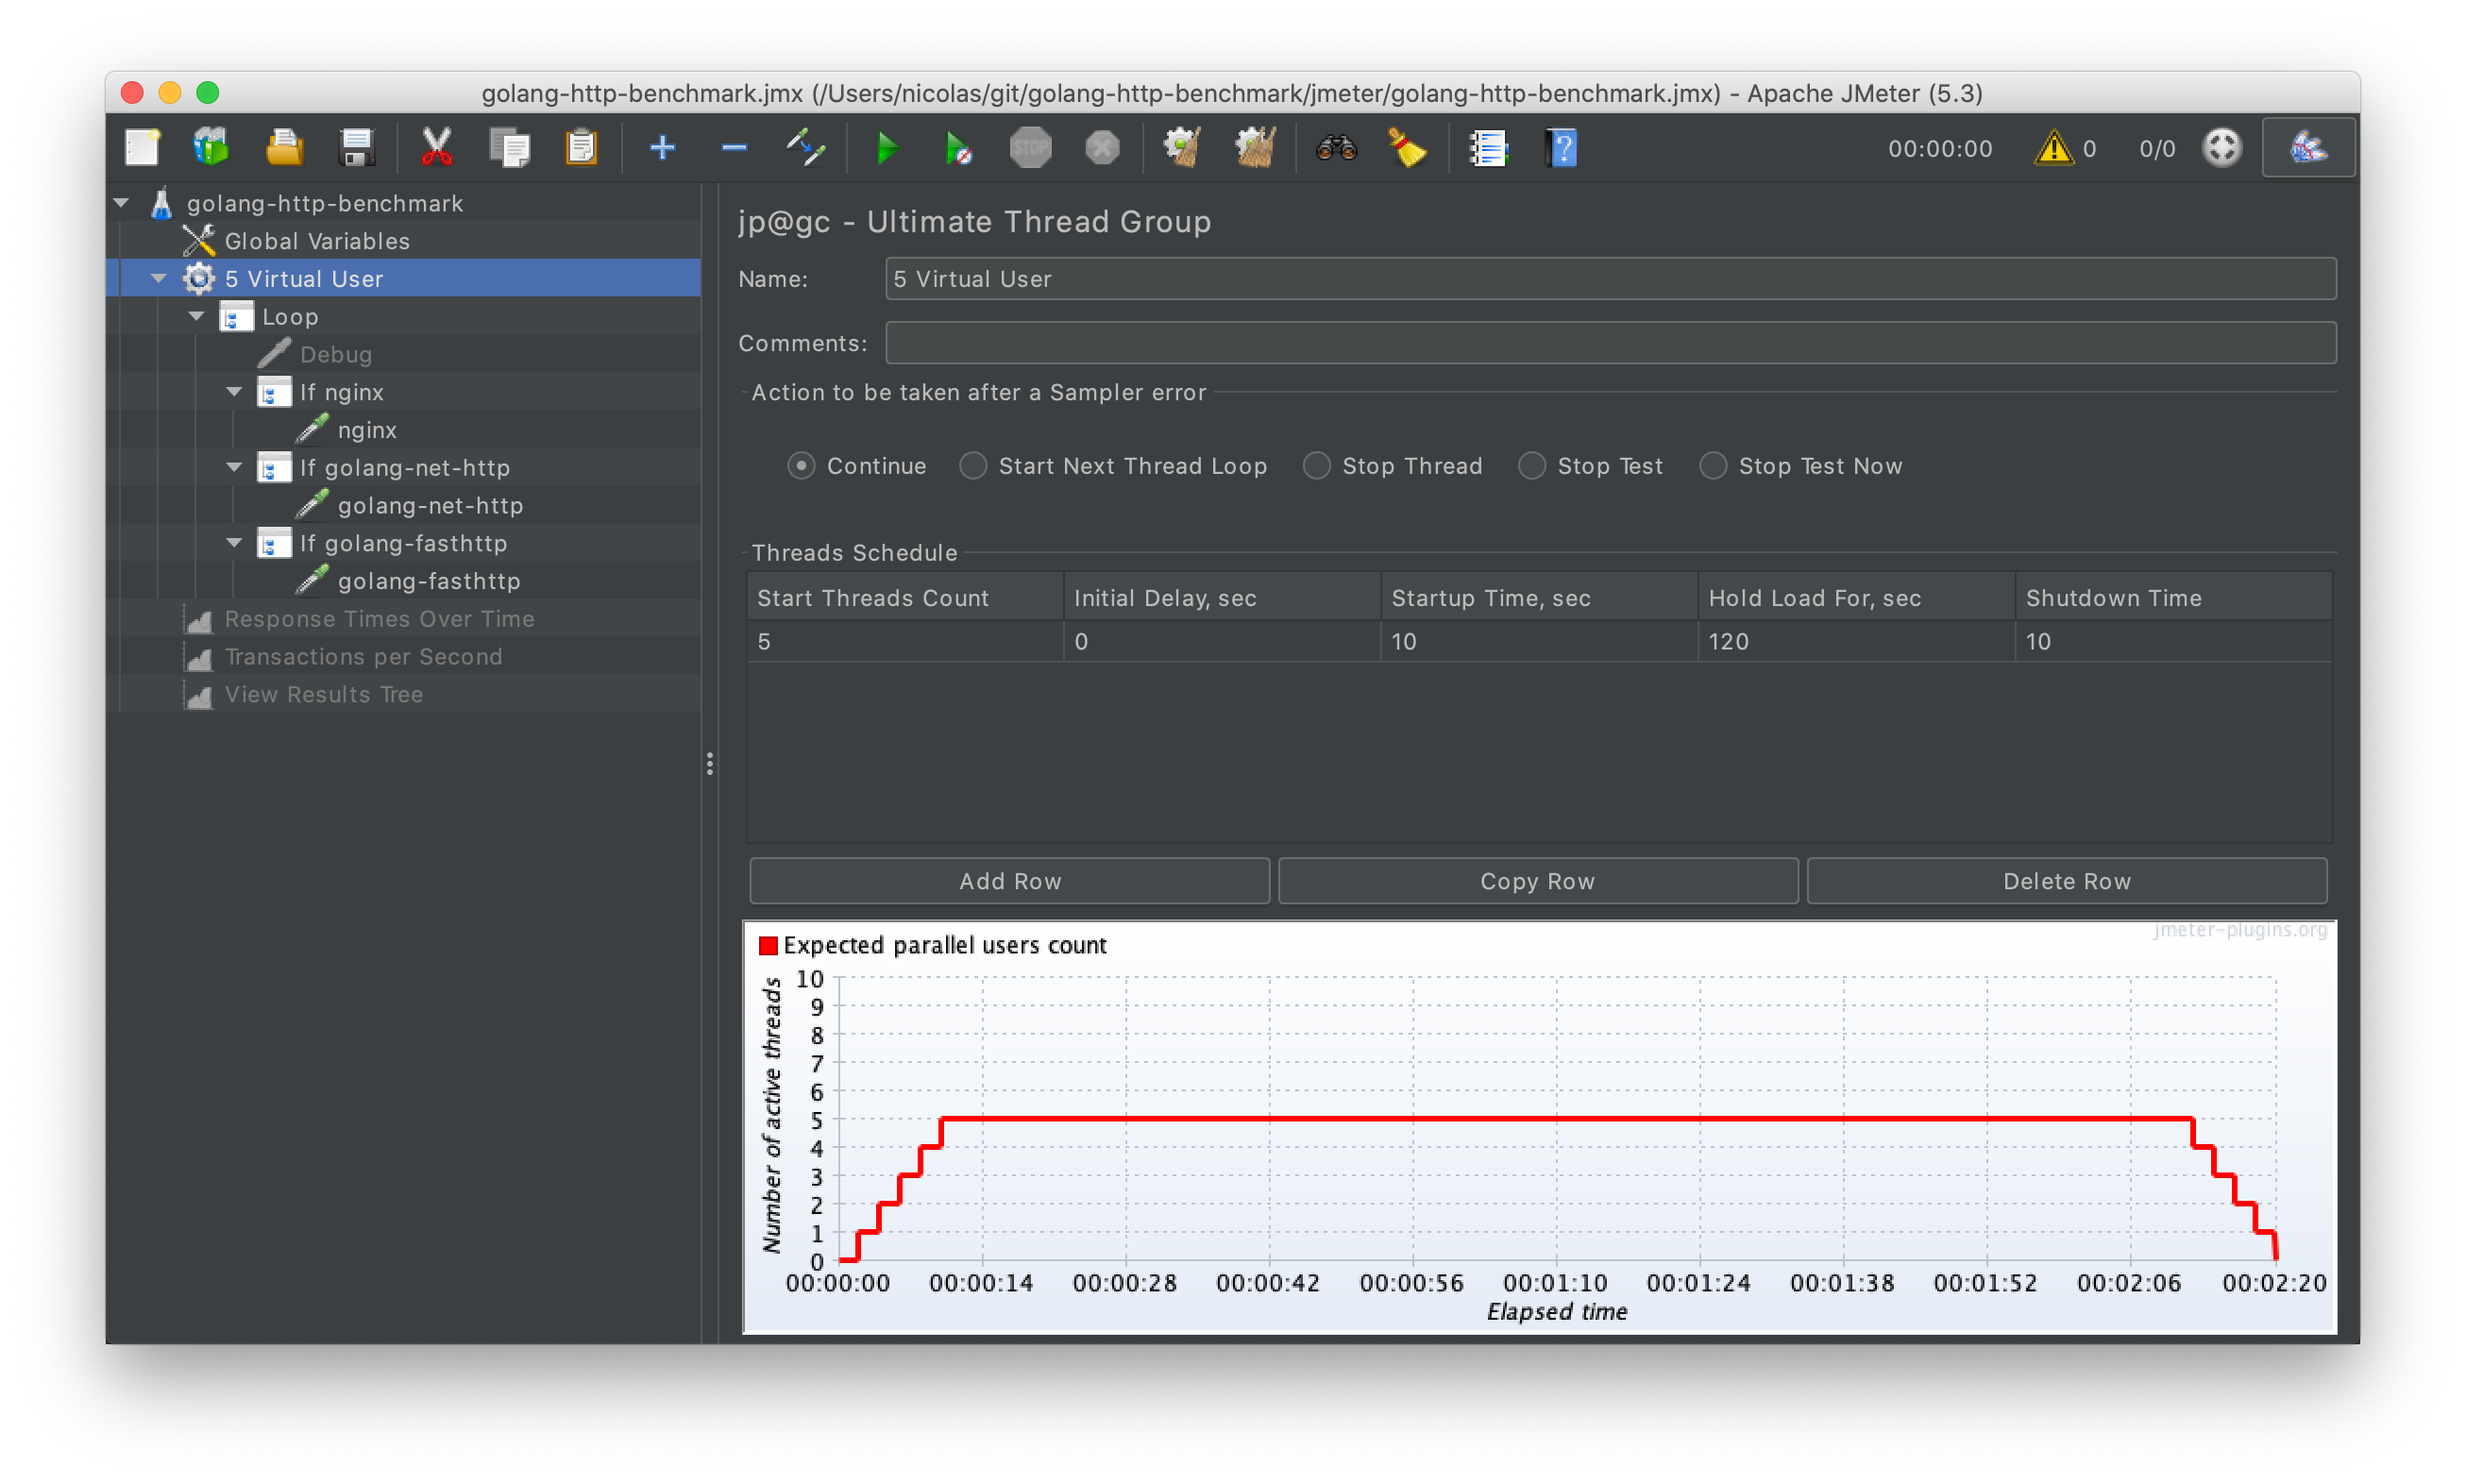 golang-http-benchmark.jmx (/Users/nicolas/git/golang-http-benchmark/jmeter/golang-http-benchmark.jmx) - Apache JMeter (5.3)
STOP
?
00:00:00
0
0/0
golang-http-benchmark
Global Variables
5 Virtual User
Loop
Debug
If nginx
nginx
If golang-net-http
golang-net-http
If golang-fasthttp
golang-fasthttp
Response Times Over Time
Transactions per Second
View Results Tree
jp@gc - Ultimate Thread Group
Name: 5 Virtual User
Comments:
Action to be taken after a Sampler error
Continue Start Next Thread Loop Stop Thread Stop Test Stop Test Now
Threads Schedule
Start Threads Count Initial Delay, sec Startup Time, sec Hold Load For, sec Shutdown Time
5 0 10 120 10
Add Row Copy Row Delete Row
jmeter-plugins.org
Expected parallel users count
Number of active threads
10
9
8
7
6
5
4
3
2
1
0
00:00:00 00:00:14 00:00:28 00:00:42 00:00:56 00:01:10 00:01:24 00:01:38 00:01:52 00:02:06 00:02:20
Elapsed time